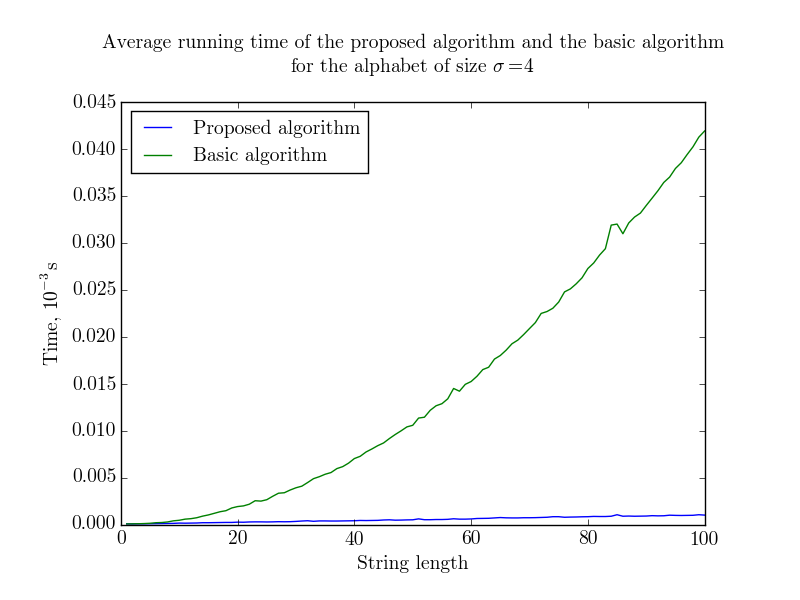 Average running time of the proposed algorithm and the basic algorithm
for the alphabet of size σ=4
0.045
0.040
0.035
0.030
0.025
0.020
0.015
0.010
0.005
0.000
Time, 10⁻³ s
Proposed algorithm
Basic algorithm
0 20 40 60 80 100
String length